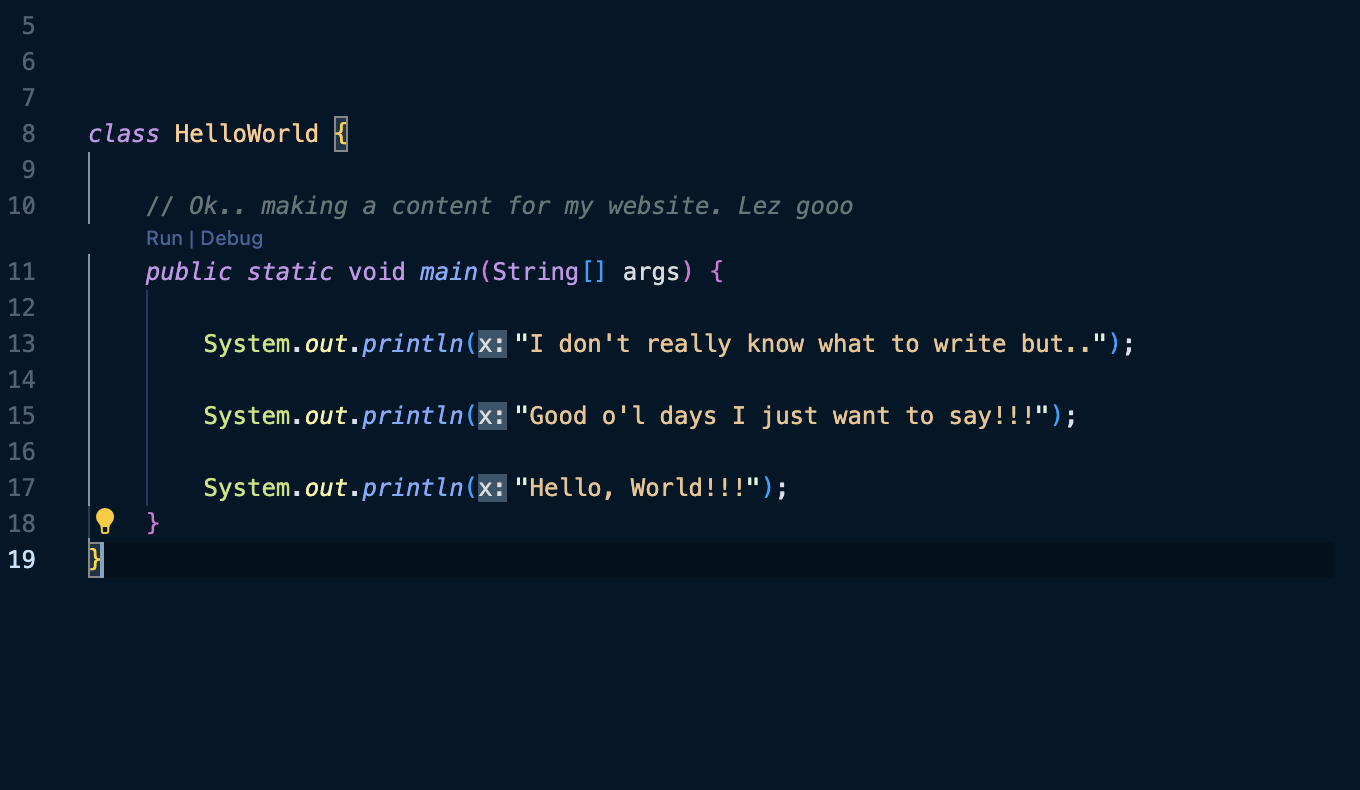 5
6
7
8 class HelloWorld {
9
10 // Ok.. making a content for my website. Lez gooo
Run | Debug
11 public static void main(String[] args) {
12
13 System.out.println(x: "I don't really know what to write but..");
14
15 System.out.println(x: "Good o'l days I just want to say!!!");
16
17 System.out.println(x: "Hello, World!!!");
18 }
19 }